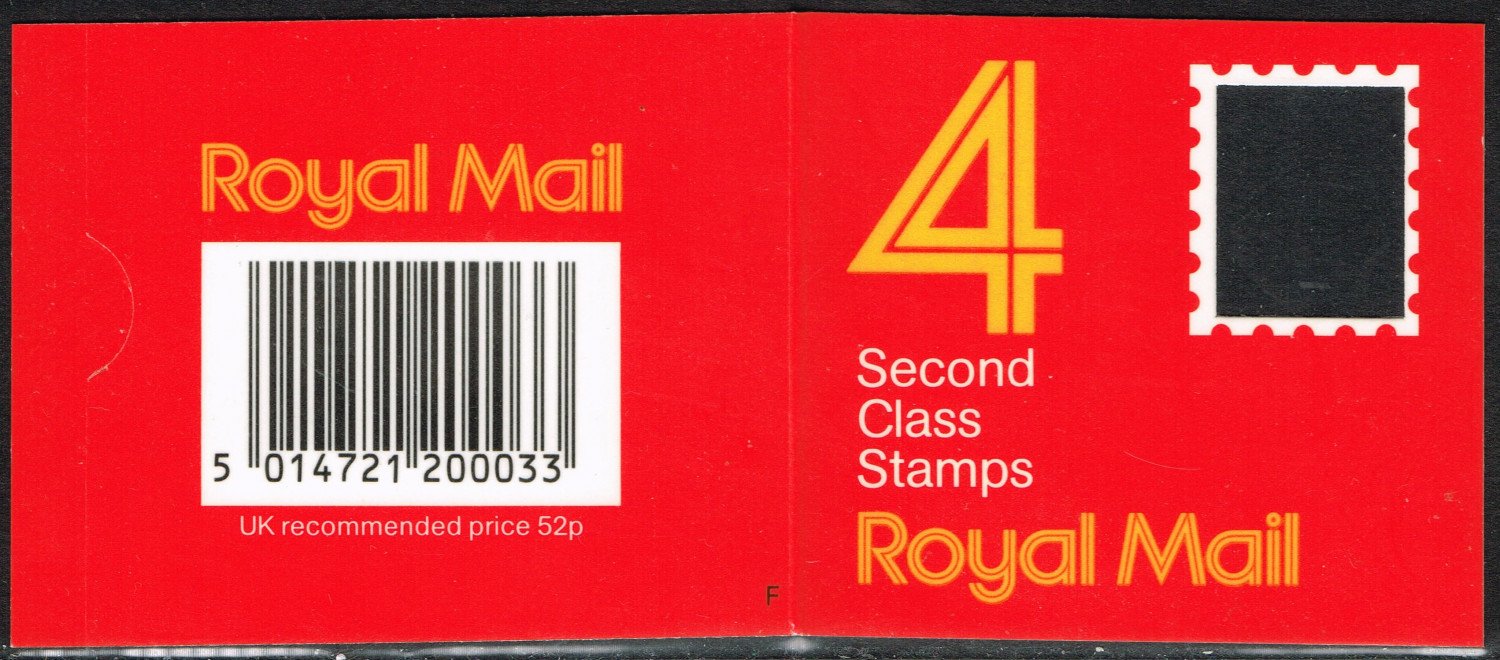 Royal Mail
5 014721 200033
UK recommended price 52p
F
4
Second
Class
Stamps
Royal Mail